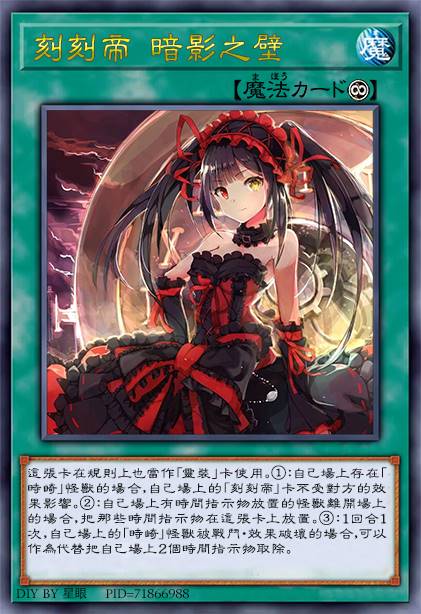 刻刻帝 暗影之壁
魔
まほう
【魔法カード】
這張卡在規則上也當作「靈裝」卡使用。①:自己場上存在「
時崎」怪獸的場合,自己場上的「刻刻帝」卡不受對方的效
果影響。②:自己場上有時間指示物放置的怪獸離開場上
的場合,把那些時間指示物在這張卡上放置。③:1回合1
次,自己場上的「時崎」怪獸被戰鬥·效果破壞的場合,可以
作為代替把自己場上2個時間指示物取除。
DIY BY 星眼 PID=71866988